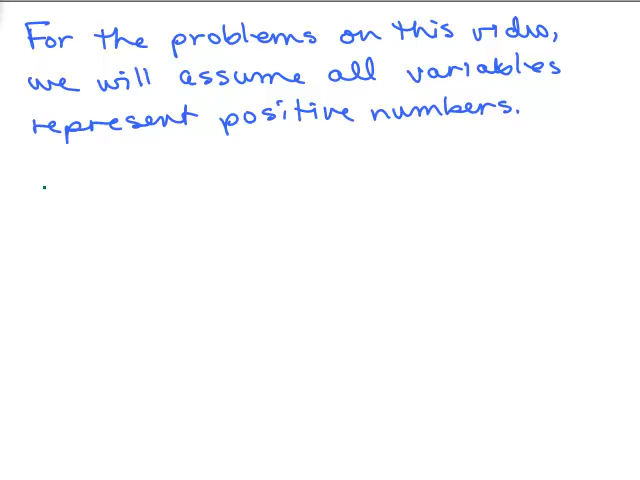 For the problems on this video,
we will assume all variables
represent positive numbers.